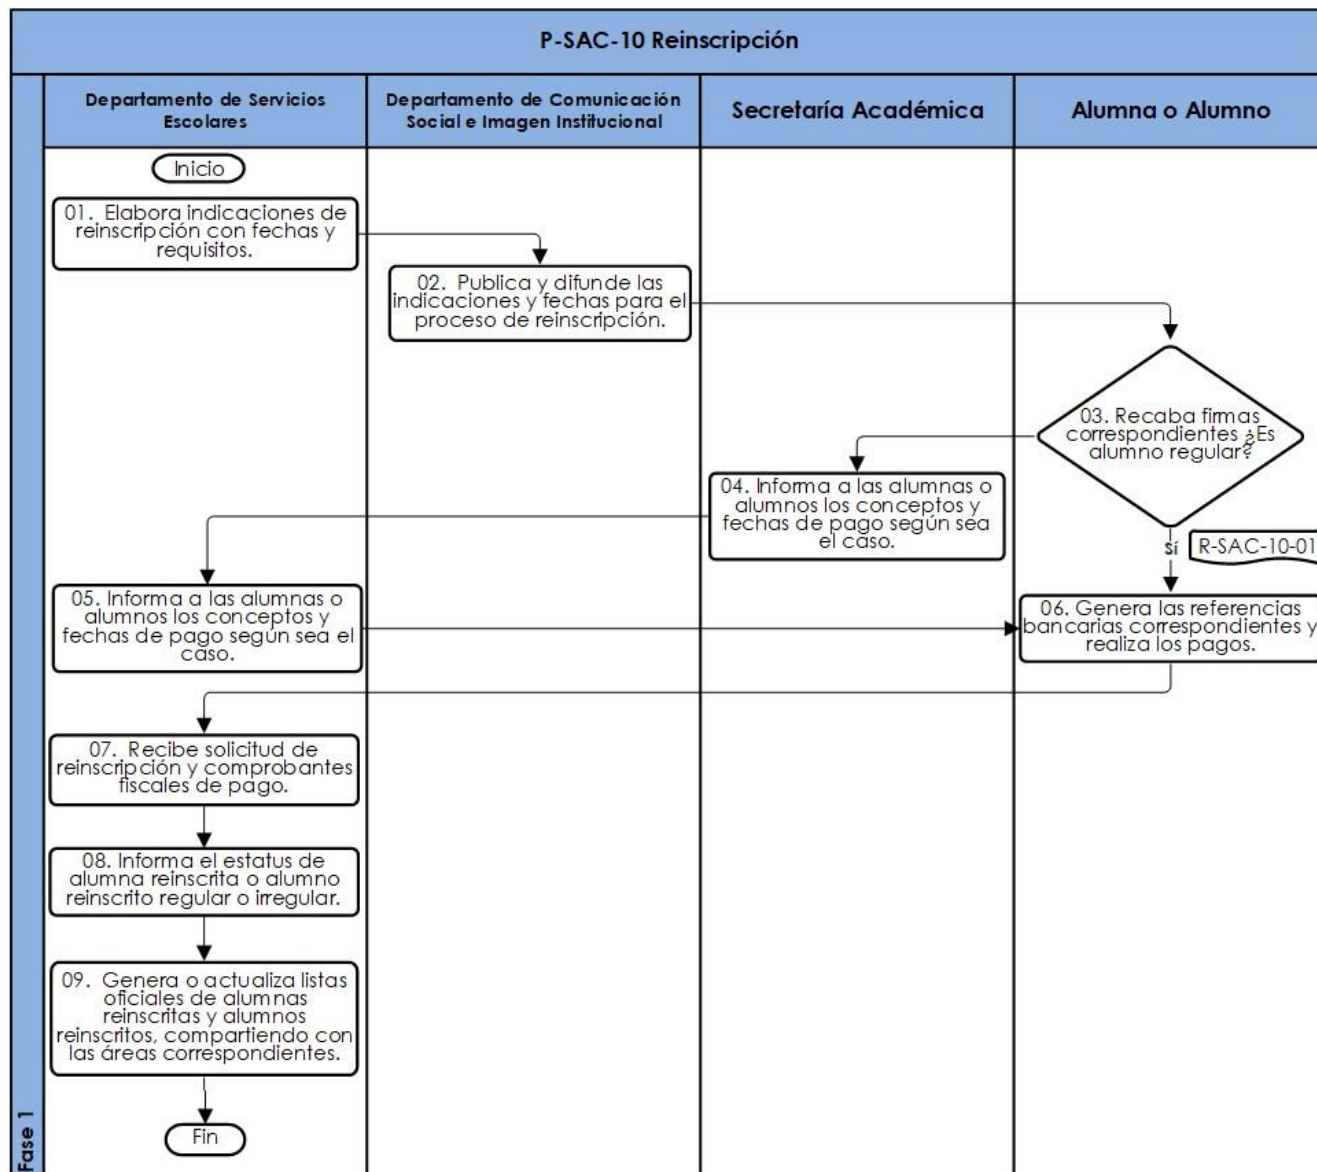 P-SAC-10 Reinscripción
Departamento de Servicios
Escolares
Departamento de Comunicación
Social e Imagen Institucional
Secretaría Académica
Alumna o Alumno
Inicio
01. Elabora indicaciones de
reinscripción con fechas y
requisitos.
02. Publica y difunde las
indicaciones y fechas para el
proceso de reinscripción.
03. Recaba firmas
correspondientes ¿Es
alumno regular?
04. Informa a las alumnas o
alumnos los conceptos y
fechas de pago según sea
el caso.
sí
R-SAC-10-01
05. Informa a las alumnas o
alumnos los conceptos y
fechas de pago según sea el
caso.
06. Genera las referencias
bancarias correspondientes y
realiza los pagos.
07. Recibe solicitud de
reinscripción y comprobantes
fiscales de pago.
08. Informa el estatus de
alumna reinscrita o alumno
reinscrito regular o irregular.
09. Genera o actualiza listas
oficiales de alumnas
reinscritas y alumnos
reinscritos, compartiendo con
las áreas correspondientes.
Fin
Fase 1